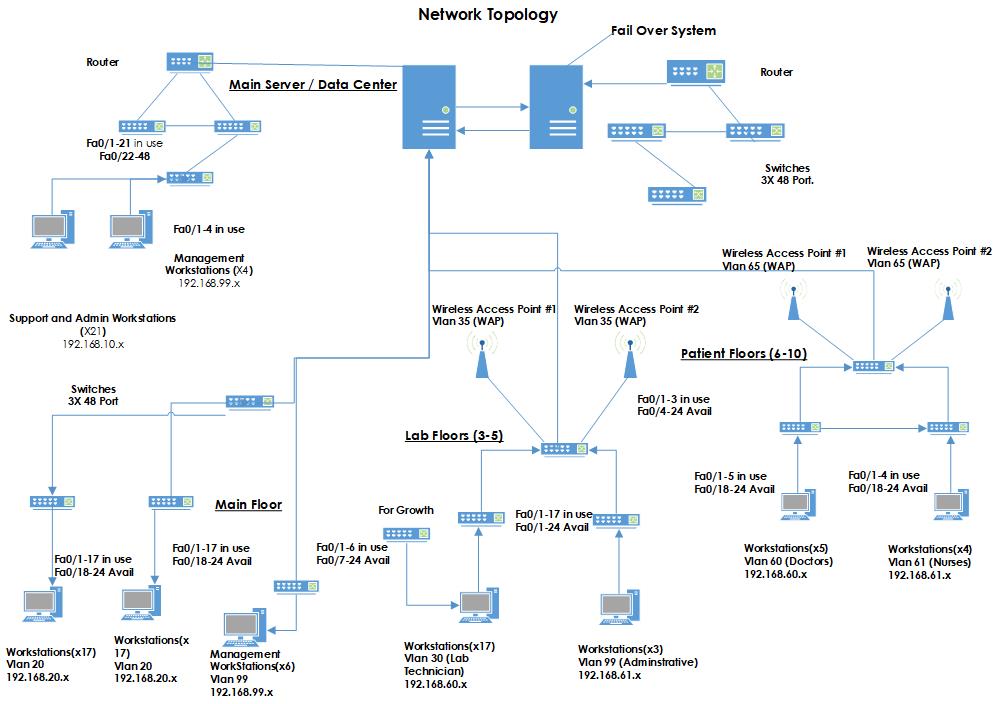 Network Topology
Fail Over System
Router
Main Server / Data Center
Router
Fa0/1-21 in use
Fa0/22-48
Switches
3X 48 Port.
Fa0/1-4 in use
Management
Workstations (X4)
192.168.99.x
Support and Admin Workstations
(X21)
192.168.10.x
Wireless Access Point #1
Vlan 65 (WAP)
Wireless Access Point #2
Vlan 65 (WAP)
Wireless Access Point #1
Vlan 35 (WAP)
Wireless Access Point #2
Vlan 35 (WAP)
Patient Floors (6-10)
Switches
3X 48 Port
Fa0/1-3 in use
Fa0/4-24 Avail
Lab Floors (3-5)
Main Floor
For Growth
Fa0/1-5 in use
Fa0/18-24 Avail
Fa0/1-4 in use
Fa0/18-24 Avail
Fa0/1-17 in use
Fa0/1-24 Avail
Fa0/1-17 in use
Fa0/18-24 Avail
Fa0/1-17 in use
Fa0/18-24 Avail
Fa0/1-6 in use
Fa0/7-24 Avail
Workstations(x5)
Vlan 60 (Doctors)
192.168.60.x
Workstations(x4)
Vlan 61 (Nurses)
192.168.61.x
Workstations(x17)
Vlan 20
192.168.20.x
Workstations(x
17)
Vlan 20
192.168.20.x
Management
WorkStations(x6)
Vlan 99
192.168.99.x
Workstations(x17)
Vlan 30 (Lab
Technician)
192.168.60.x
Workstations(x3)
Vlan 99 (Adminstrative)
192.168.61.x